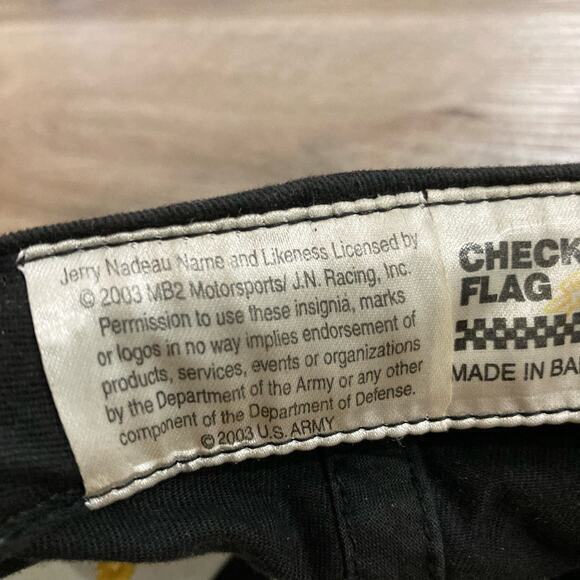 Jerry Nadeau Name and Likeness Licensed by
© 2003 MB2 Motorsports/ J.N. Racing, Inc.
Permission to use these insignia, marks
or logos in no way implies endorsement of
products, services, events or organizations
by the Department of the Army or any other
component of the Department of Defense.
© 2003 U.S. ARMY
CHECK
FLAG
MADE IN BA